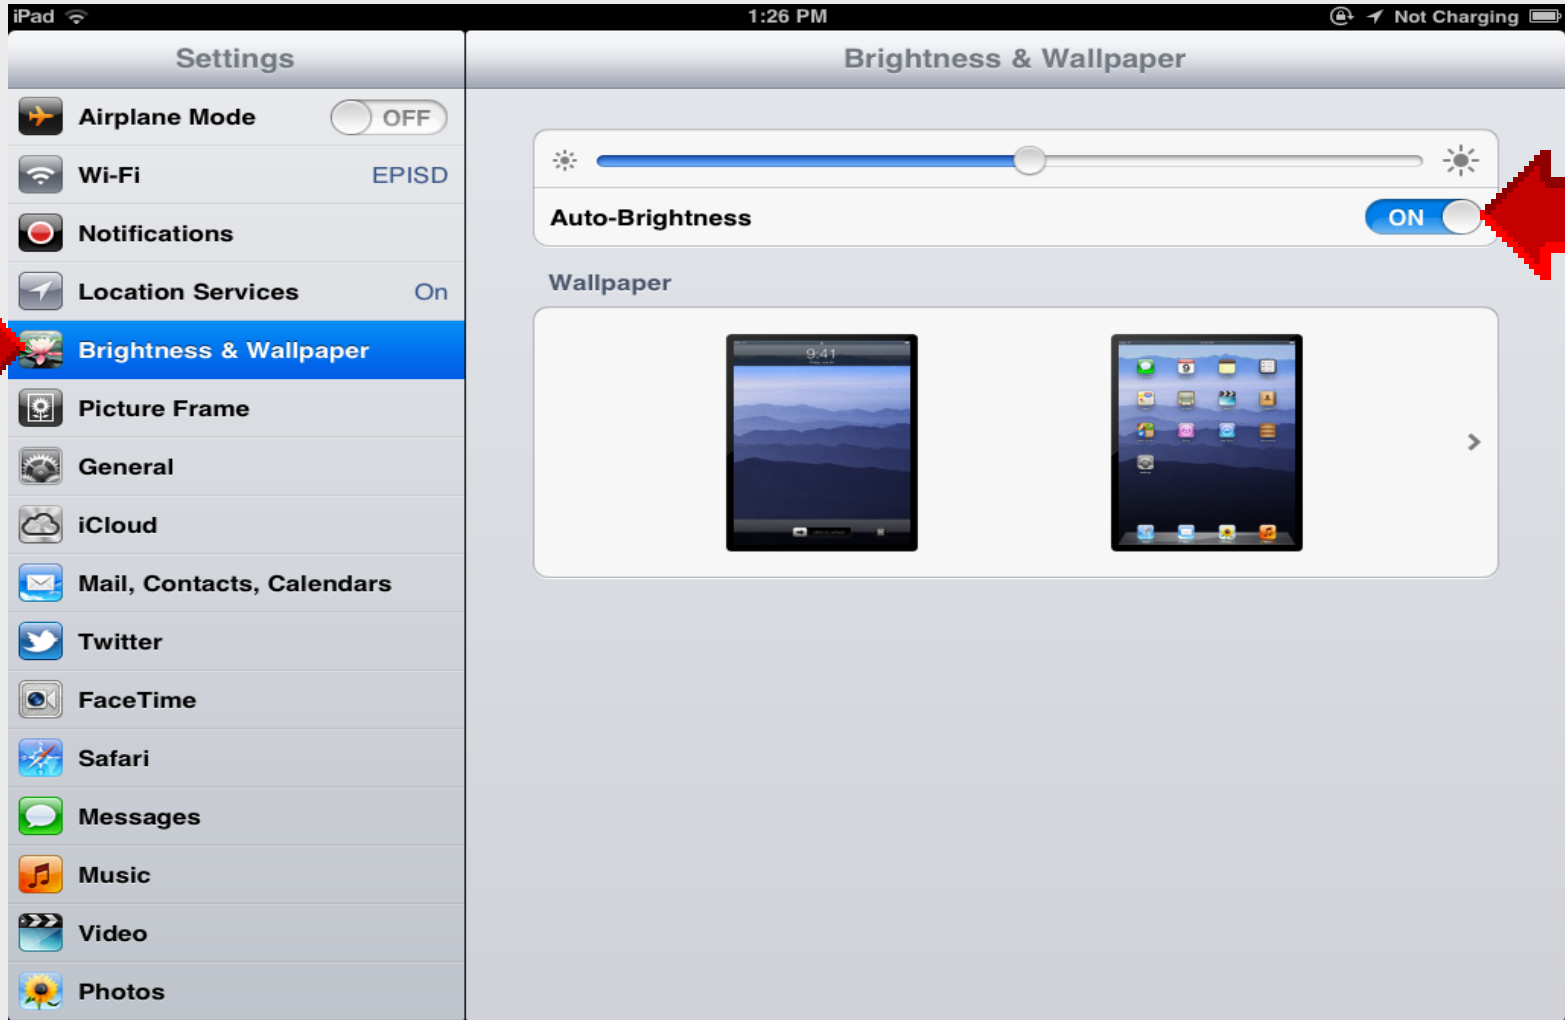 iPad 1:26 PM Not Charging
Settings
Brightness & Wallpaper
Airplane Mode OFF
Wi-Fi EPISD
Notifications
Location Services On
Brightness & Wallpaper
Picture Frame
General
iCloud
Mail, Contacts, Calendars
Twitter
FaceTime
Safari
Messages
Music
Video
Photos
Auto-Brightness ON
Wallpaper
9:41
9